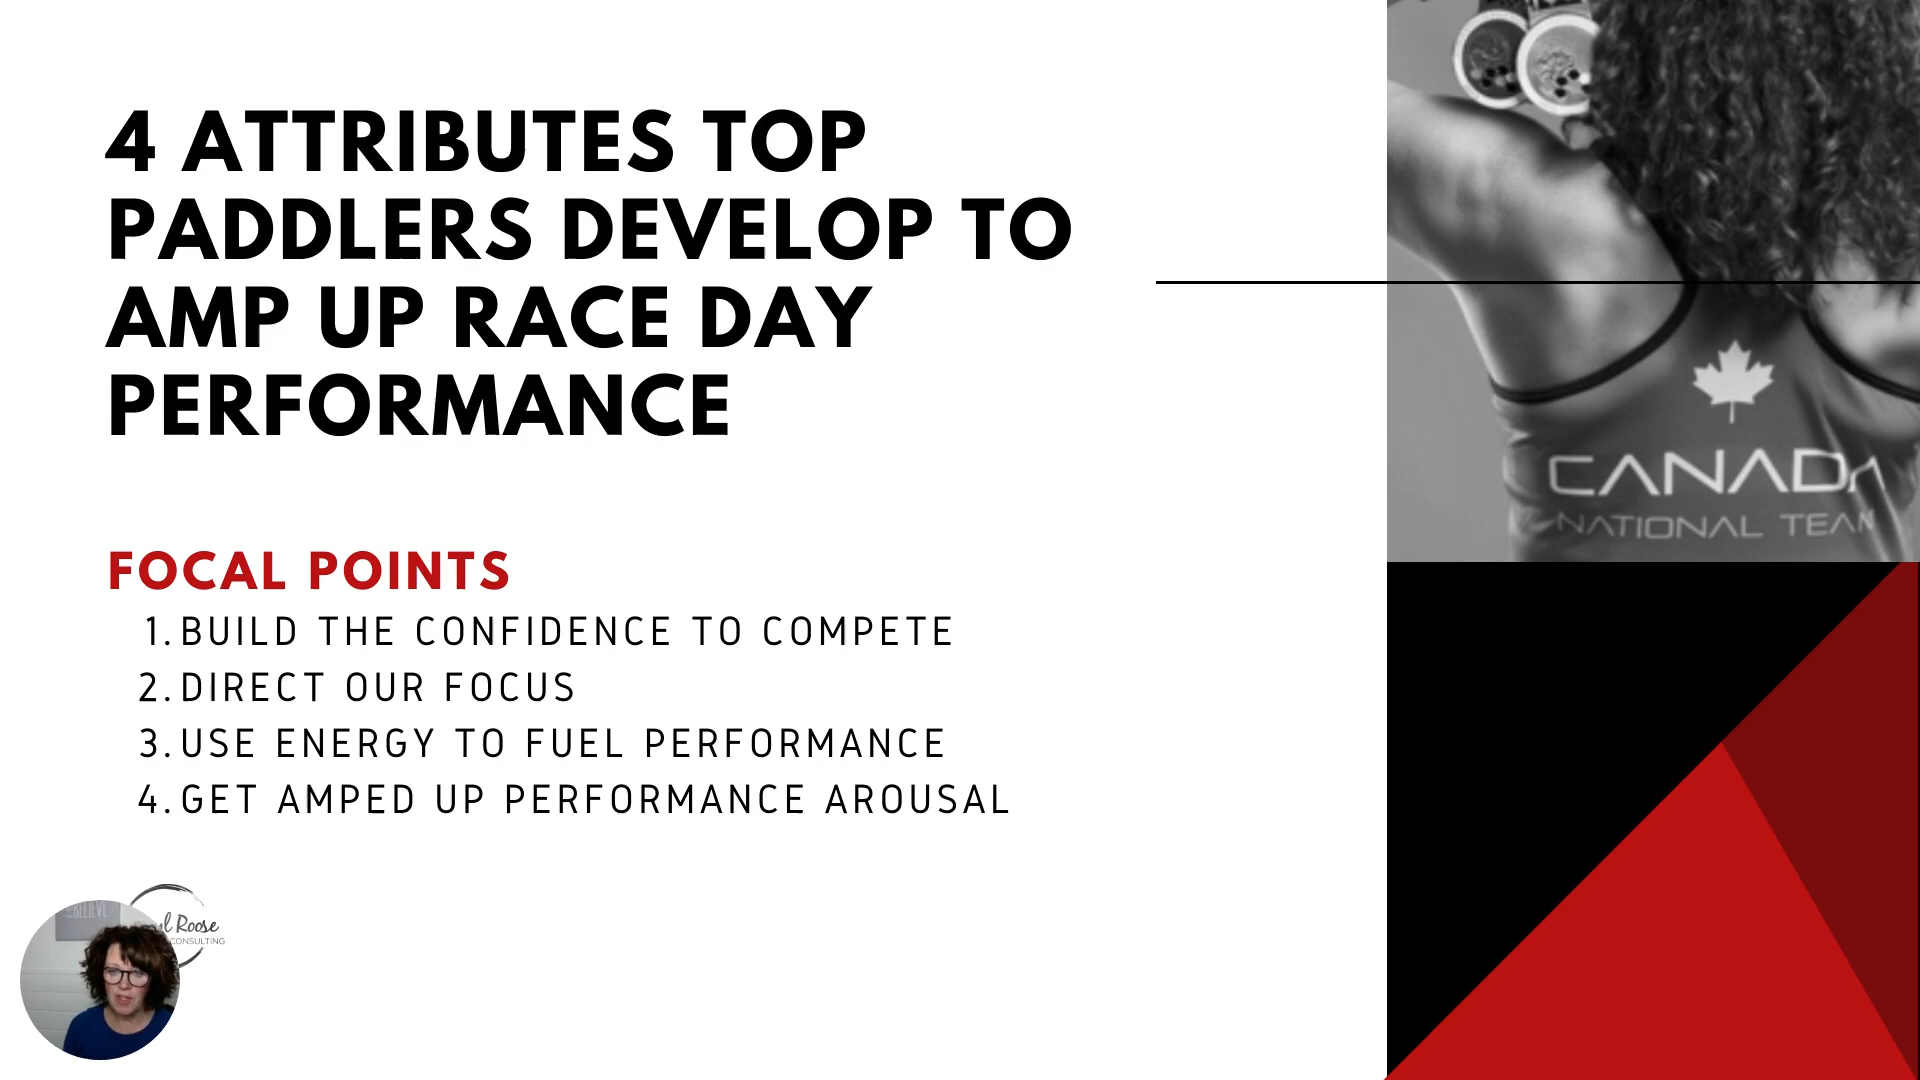 4 ATTRIBUTES TOP
PADDLERS DEVELOP TO
AMP UP RACE DAY
PERFORMANCE
FOCAL POINTS
1. BUILD THE CONFIDENCE TO COMPETE
2. DIRECT OUR FOCUS
3. USE ENERGY TO FUEL PERFORMANCE
4. GET AMPED UP PERFORMANCE AROUSAL
CANADA
NATIONAL TEAM
BELIEVE
Roose
CONSULTING